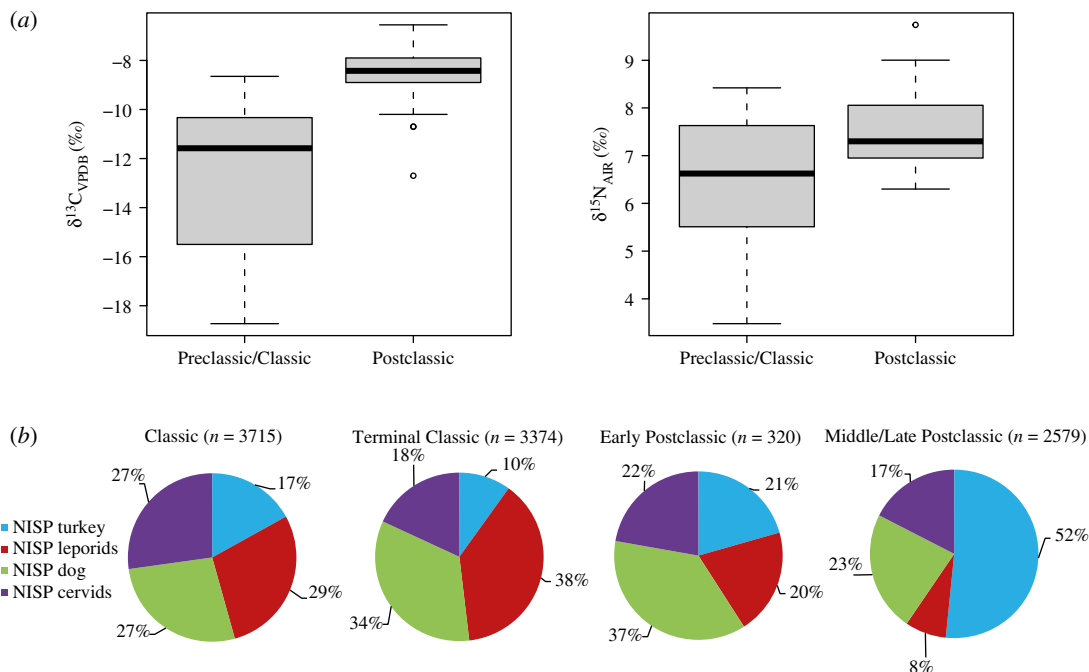 (a)
δ13CVPDB (‰)
−8
−10
−12
−14
−16
−18
Preclassic/Classic
Postclassic
δ15NAIR (‰)
9
8
7
6
5
4
Preclassic/Classic
Postclassic
(b)
Classic (n = 3715)
27%
17%
29%
27%
Terminal Classic (n = 3374)
18%
10%
38%
34%
Early Postclassic (n = 320)
22%
21%
20%
37%
Middle/Late Postclassic (n = 2579)
17%
52%
23%
8%
NISP turkey
NISP leporids
NISP dog
NISP cervids